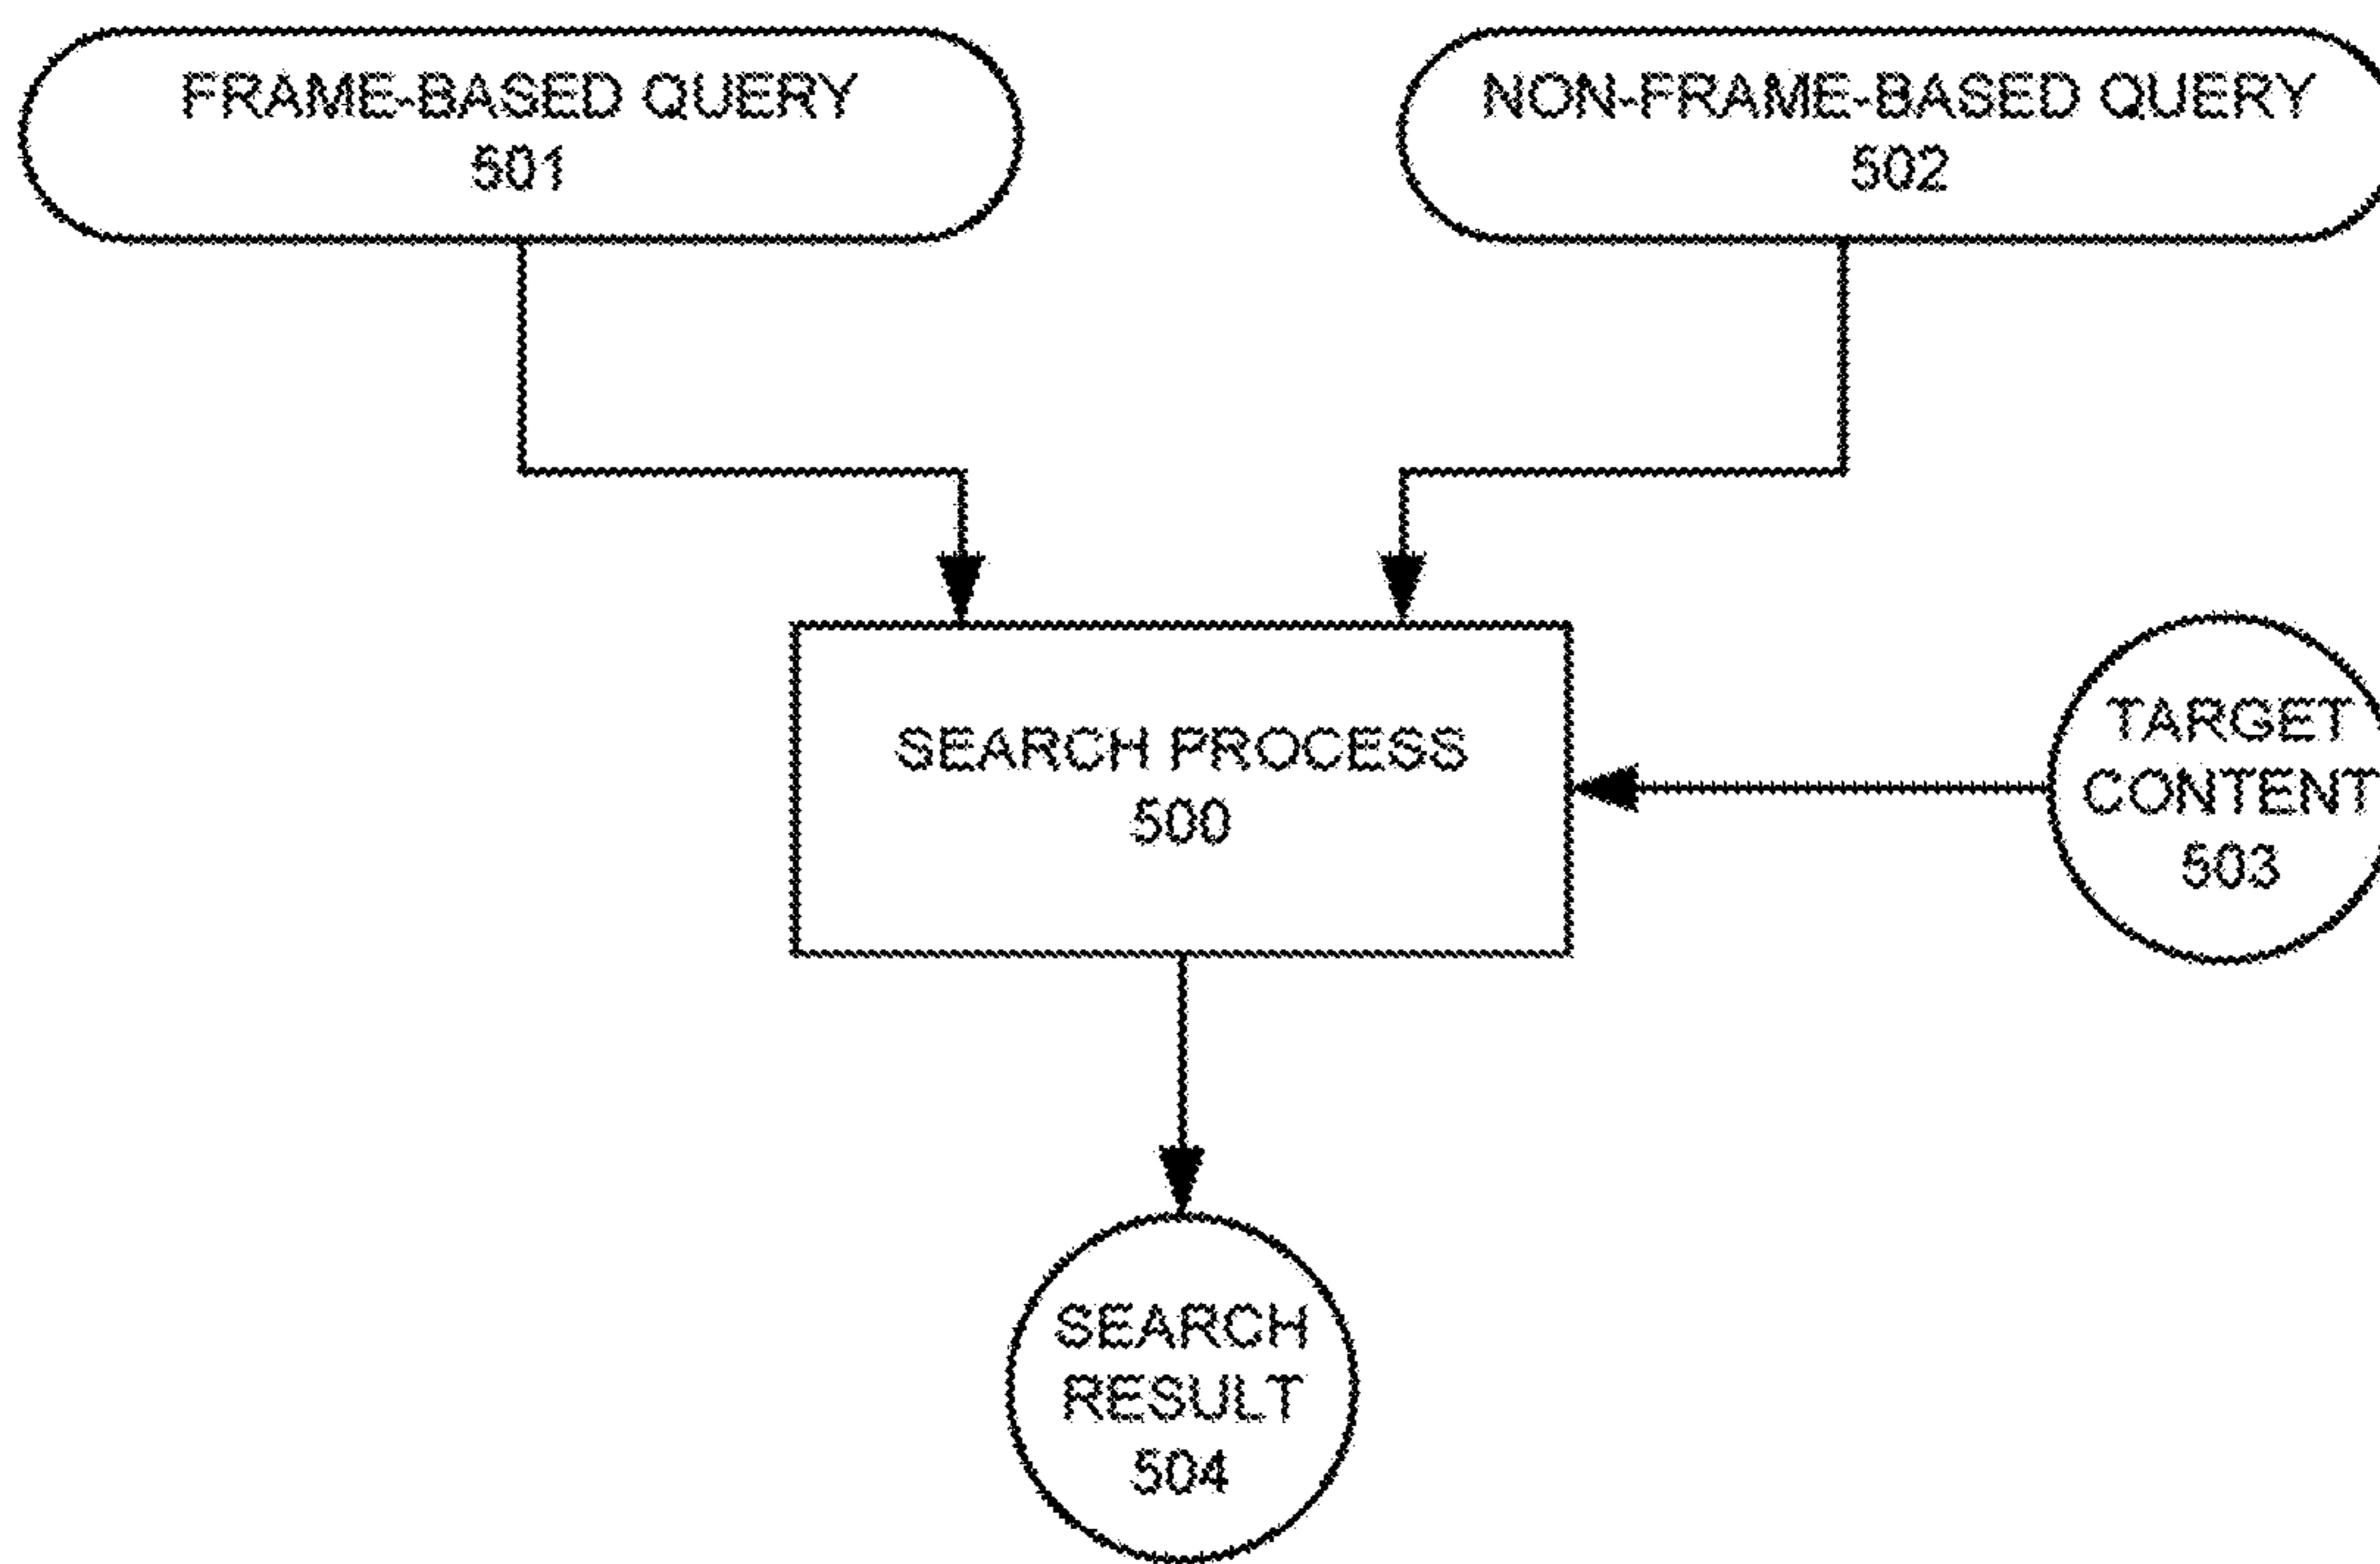 FRAME-BASED QUERY
501
NON-FRAME-BASED QUERY
502
SEARCH PROCESS
500
TARGET
CONTENT
503
SEARCH
RESULT
504